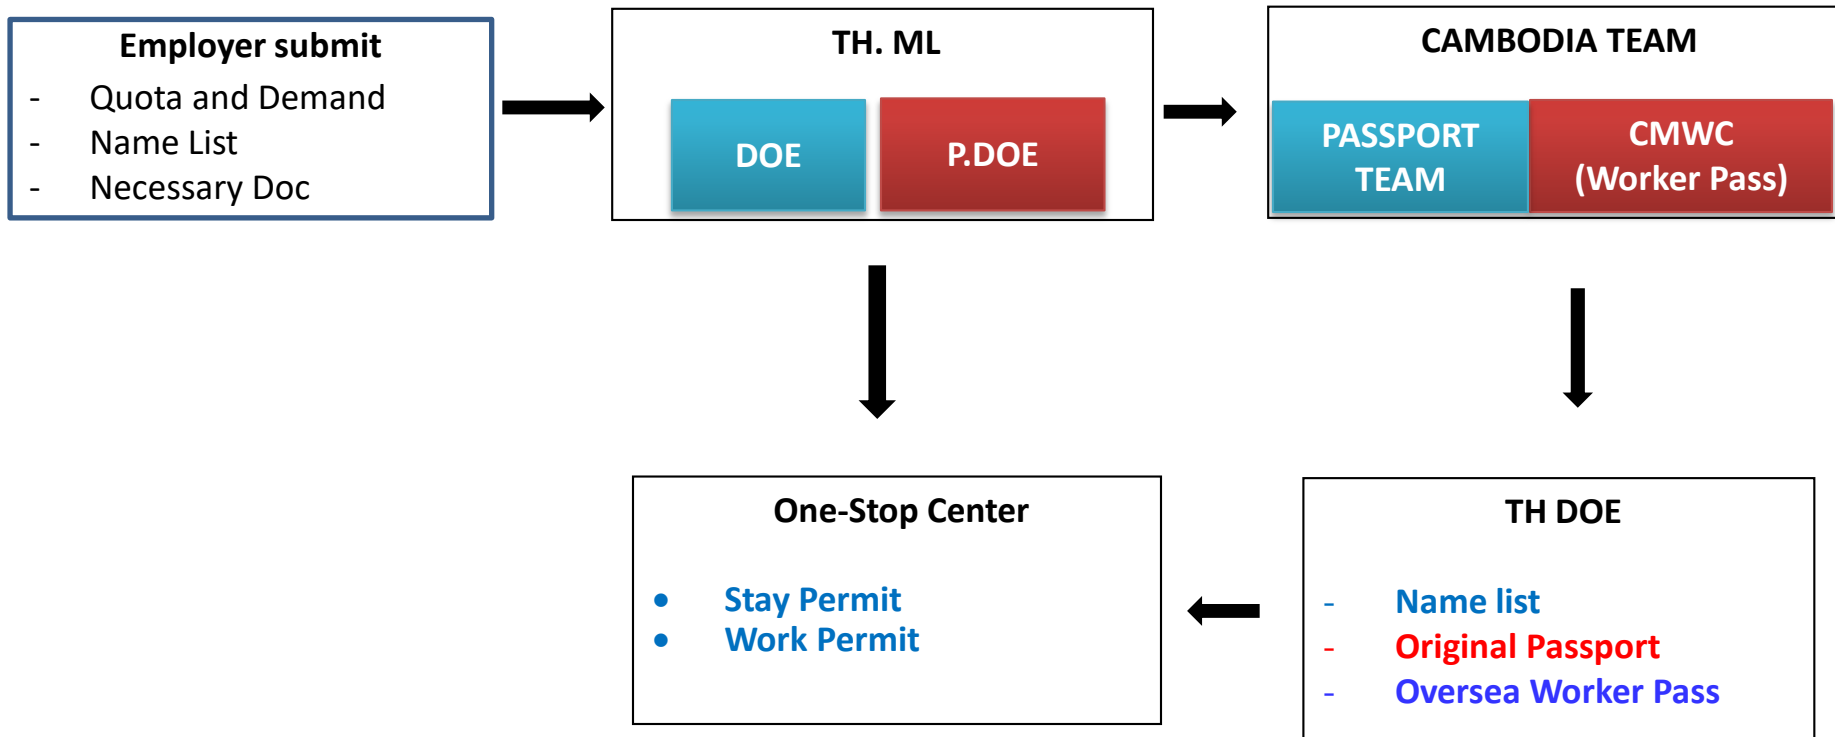 Employer submit
- Quota and Demand
- Name List
- Necessary Doc
TH. ML
DOE
P.DOE
CAMBODIA TEAM
PASSPORT
TEAM
CMWC
(Worker Pass)
One-Stop Center
• Stay Permit
• Work Permit
TH DOE
- Name list
- Original Passport
- Oversea Worker Pass